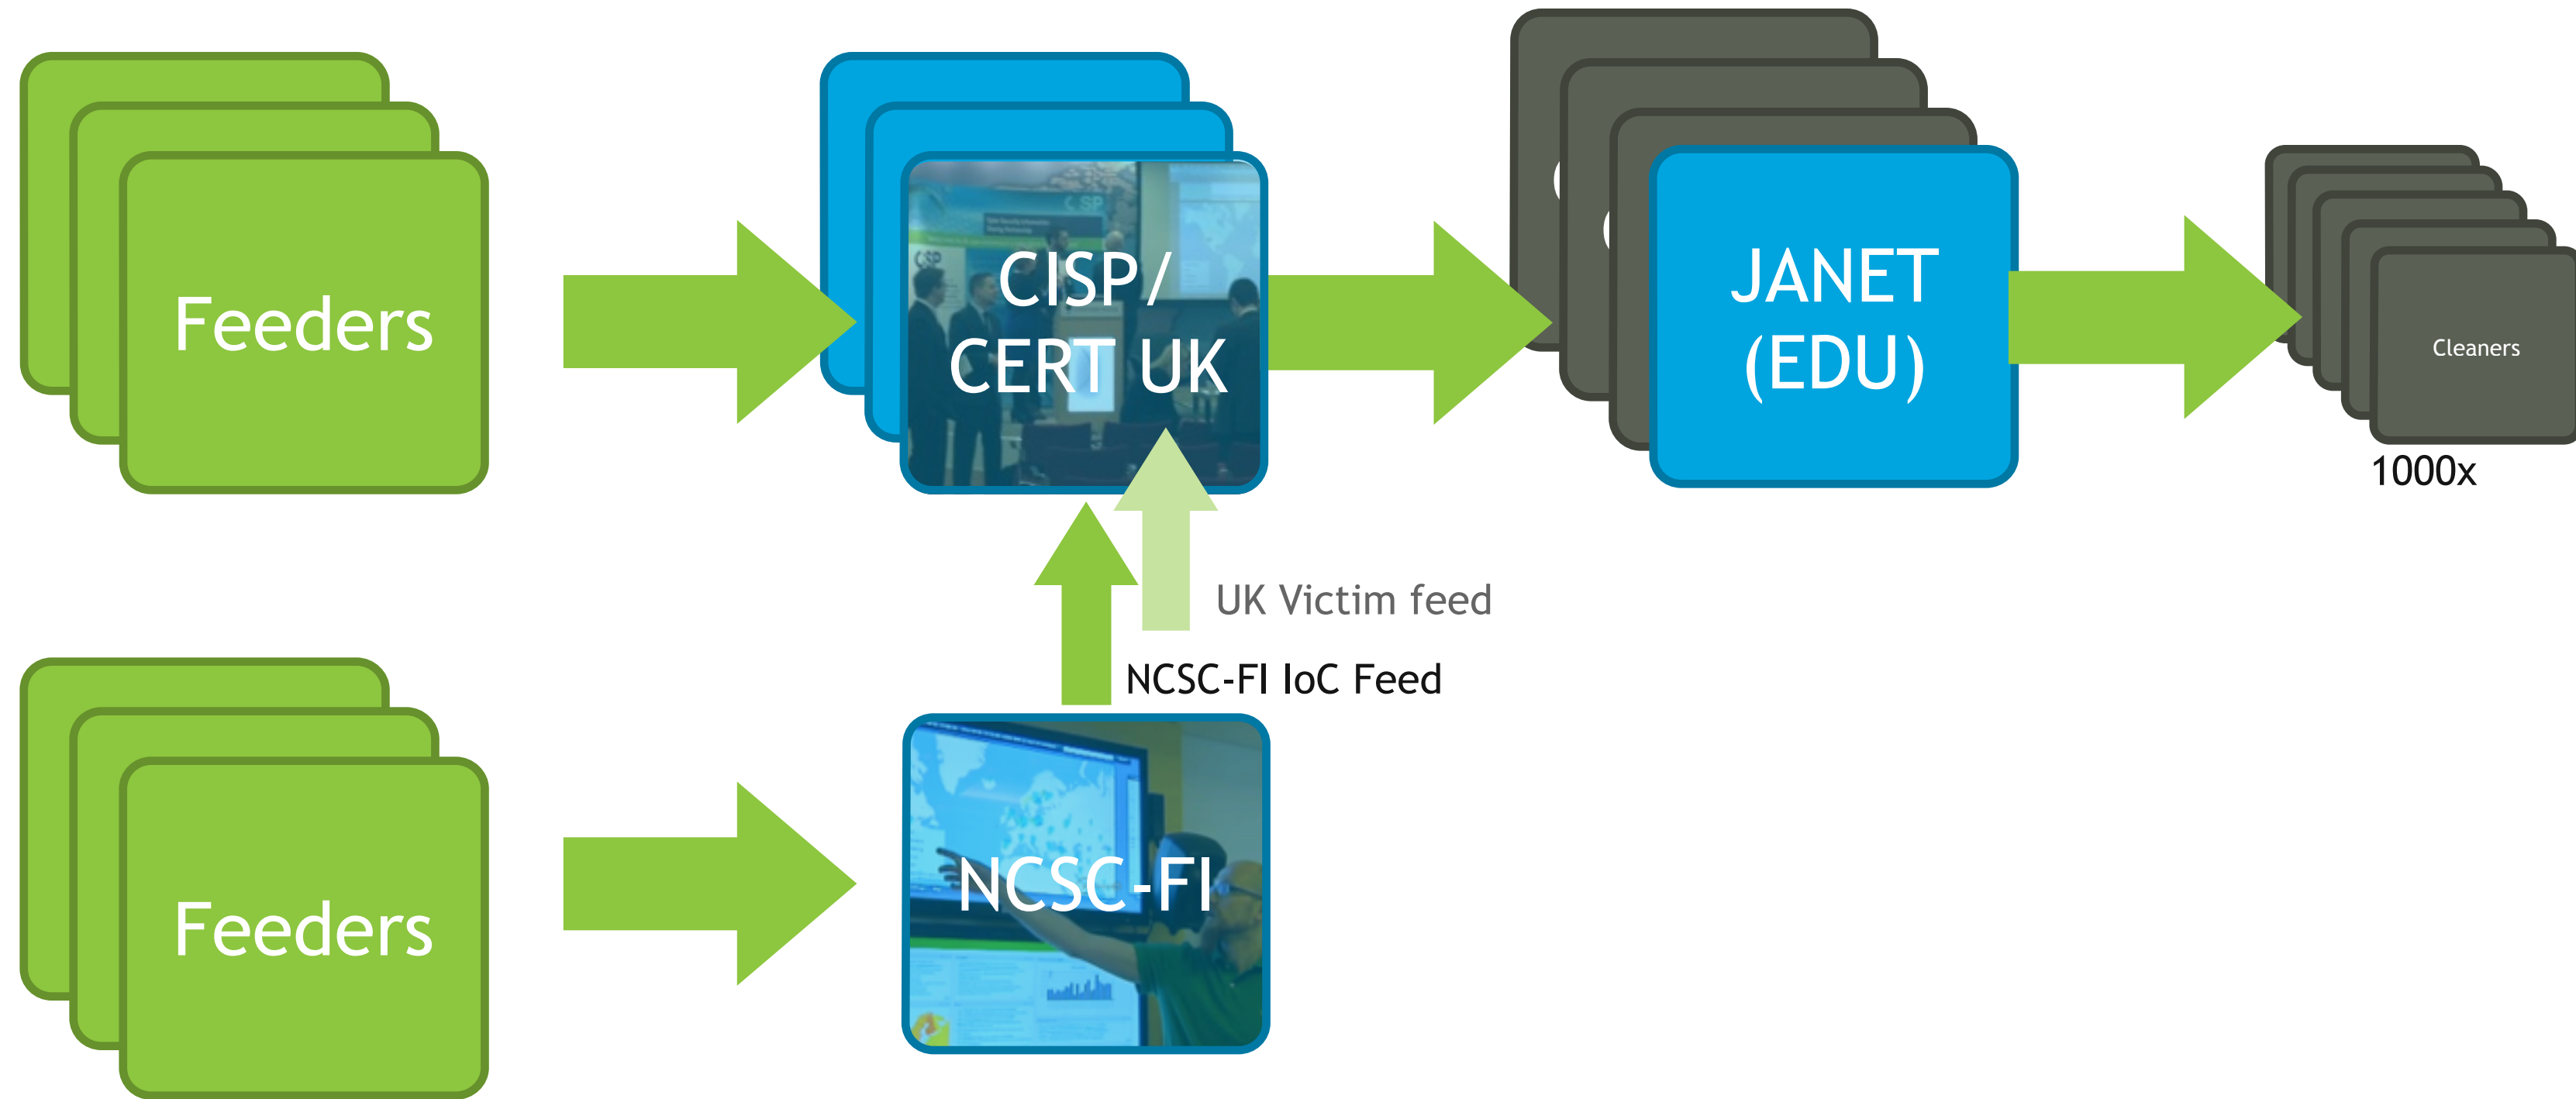 Feeders
CISP/
CERT UK
JANET
(EDU)
Cleaners
1000x
UK Victim feed
NCSC-FI IoC Feed
Feeders
NCSC-FI